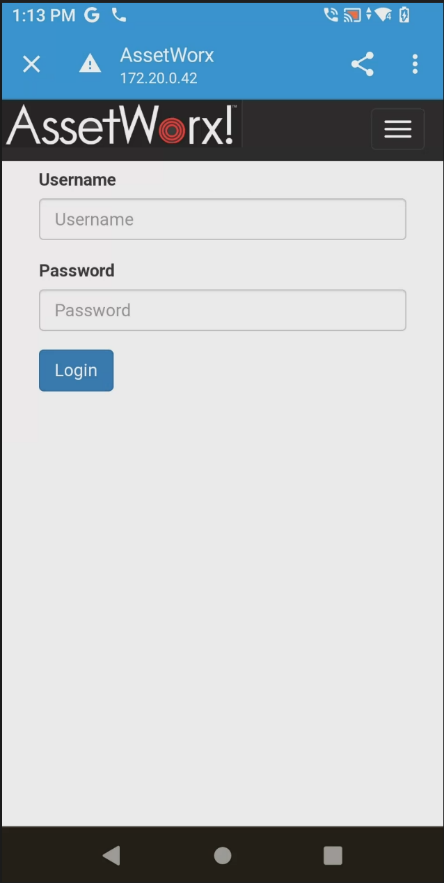 1:13 PM G
AssetWorx
172.20.0.42
AssetWorx!
Username
Username
Password
Password
Login